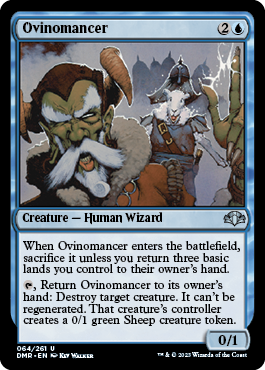 Ovinomancer 2
Creature — Human Wizard
When Ovinomancer enters the battlefield,
sacrifice it unless you return three basic
lands you control to their owner's hand.
, Return Ovinomancer to its owner's
hand: Destroy target creature. It can't be
regenerated. That creature's controller
creates a 0/1 green Sheep creature token.
0/1
064/261 U
DMR • EN Kev Walker ™ & © 2023 Wizards of the Coast